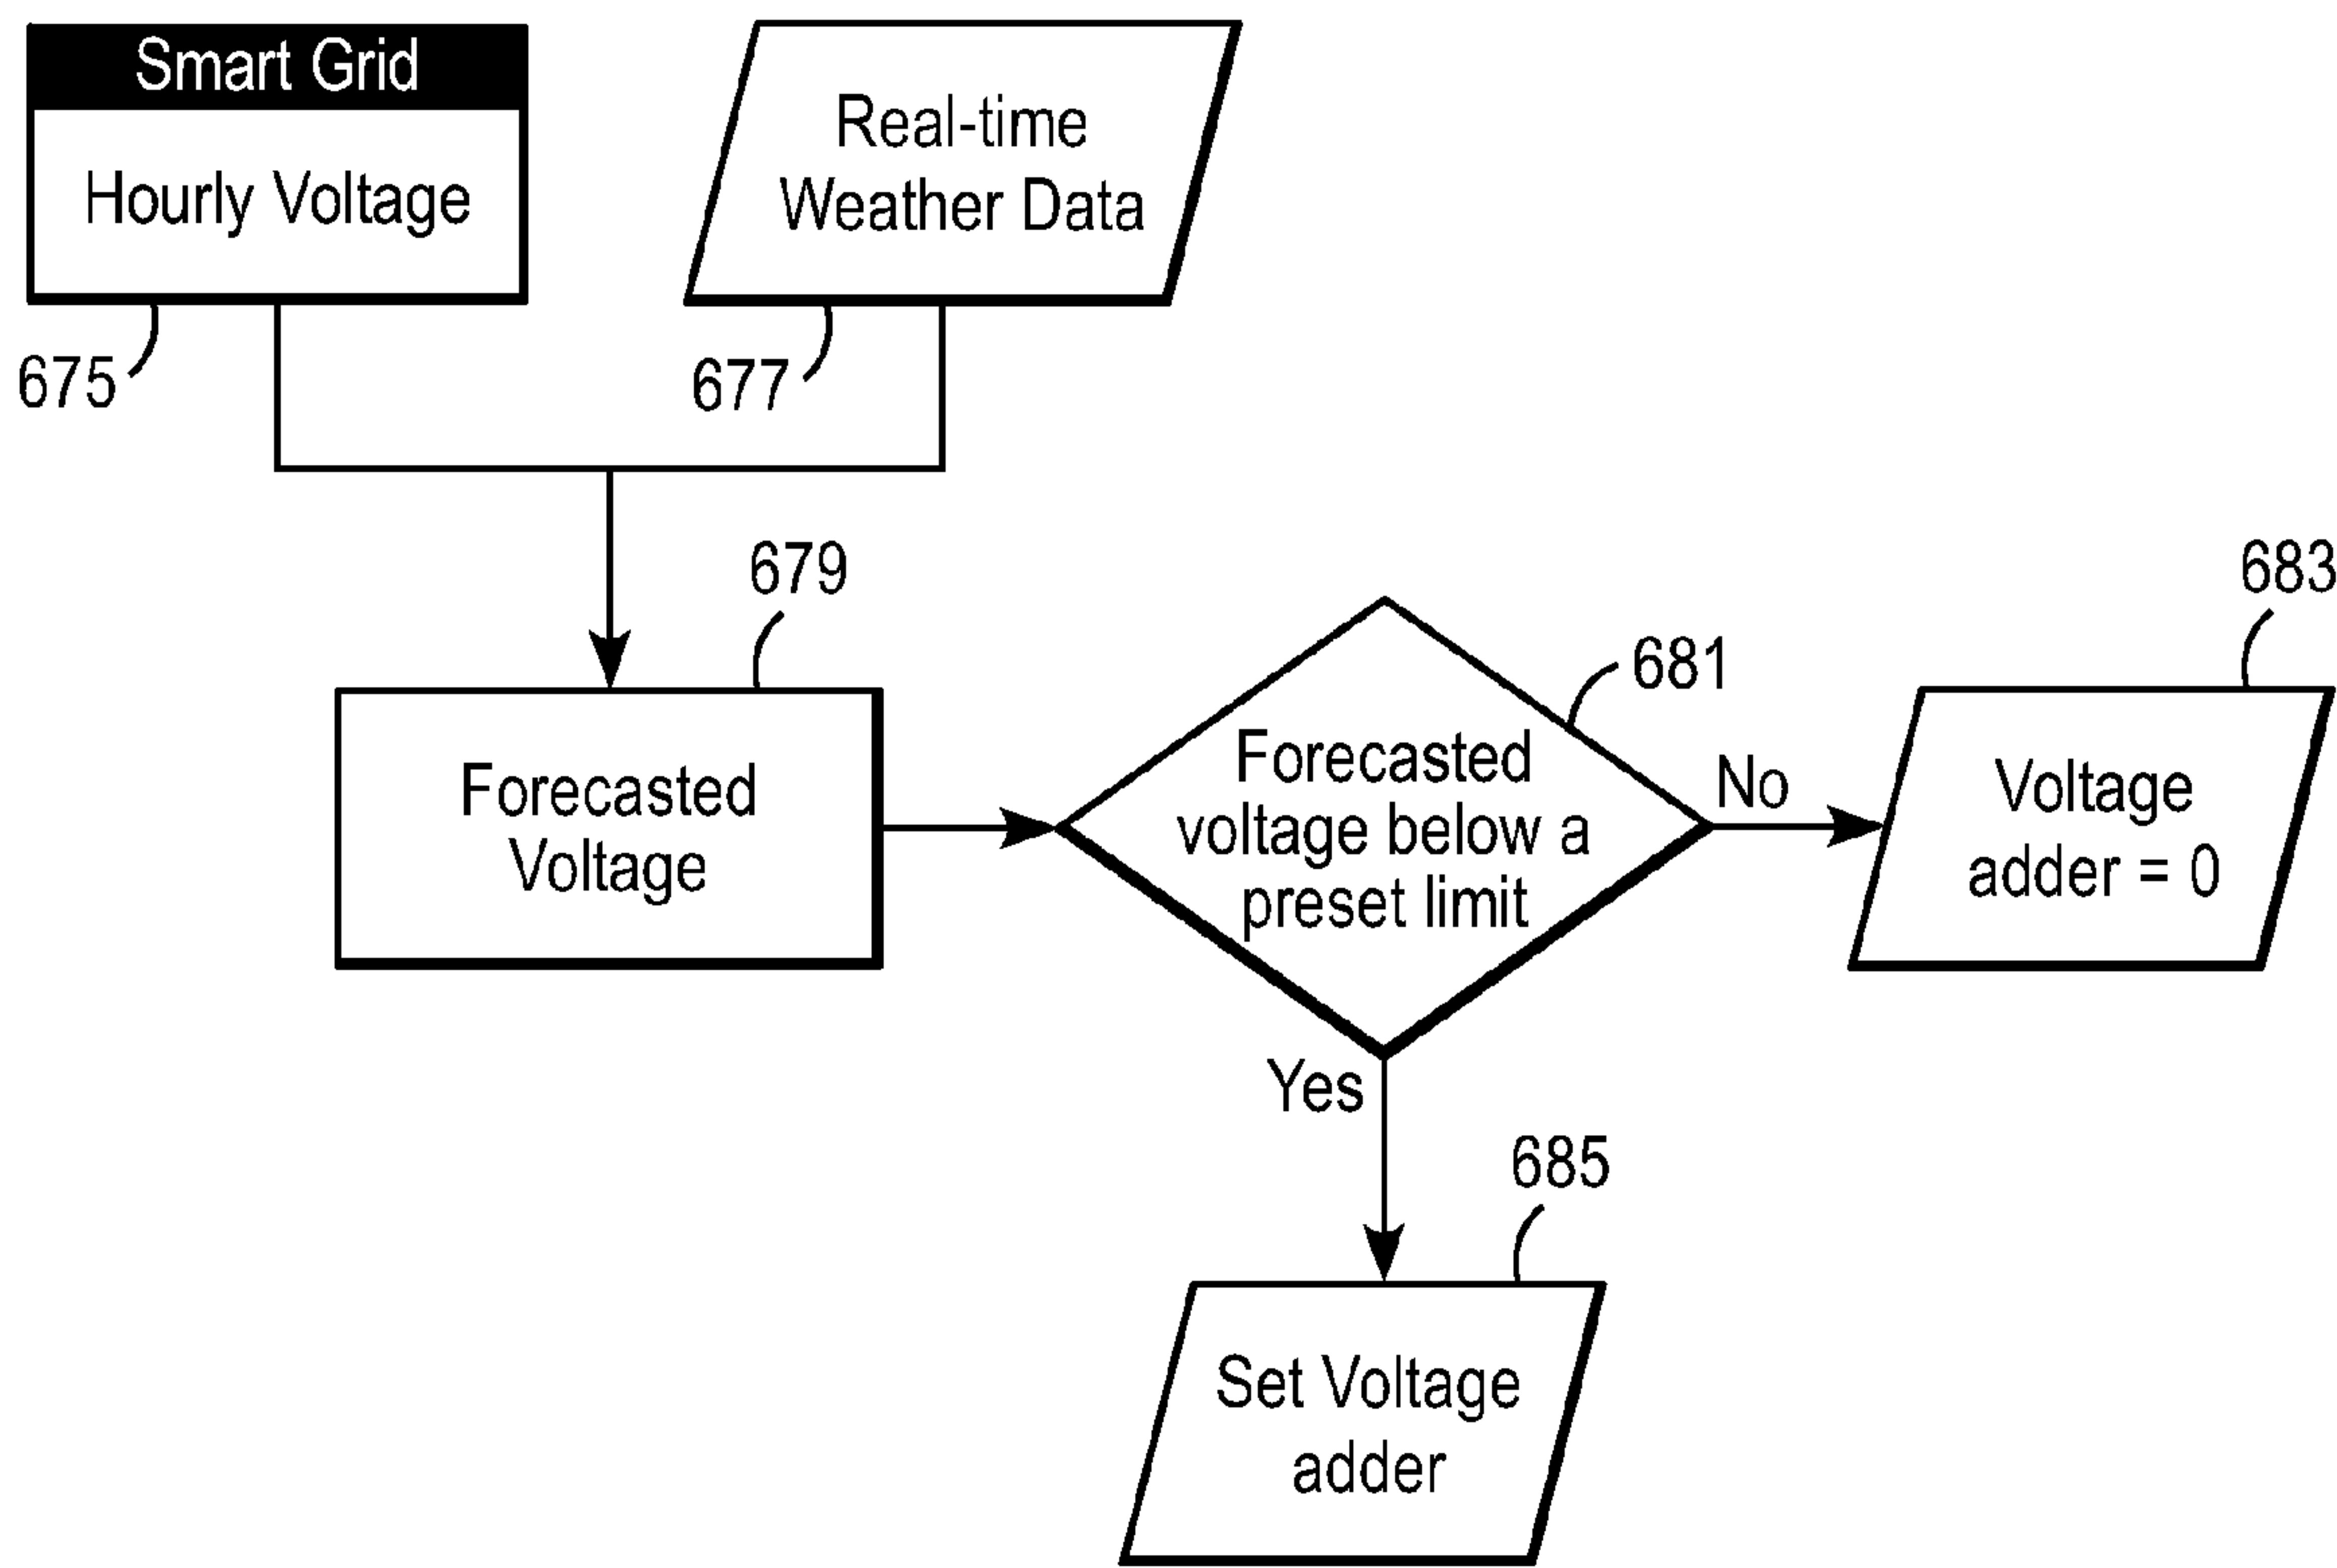 Smart Grid
Hourly Voltage
Real-time
Weather Data
675
677
679
Forecasted
Voltage
681
Forecasted
voltage below a
preset limit
No
683
Voltage
adder = 0
Yes
685
Set Voltage
adder